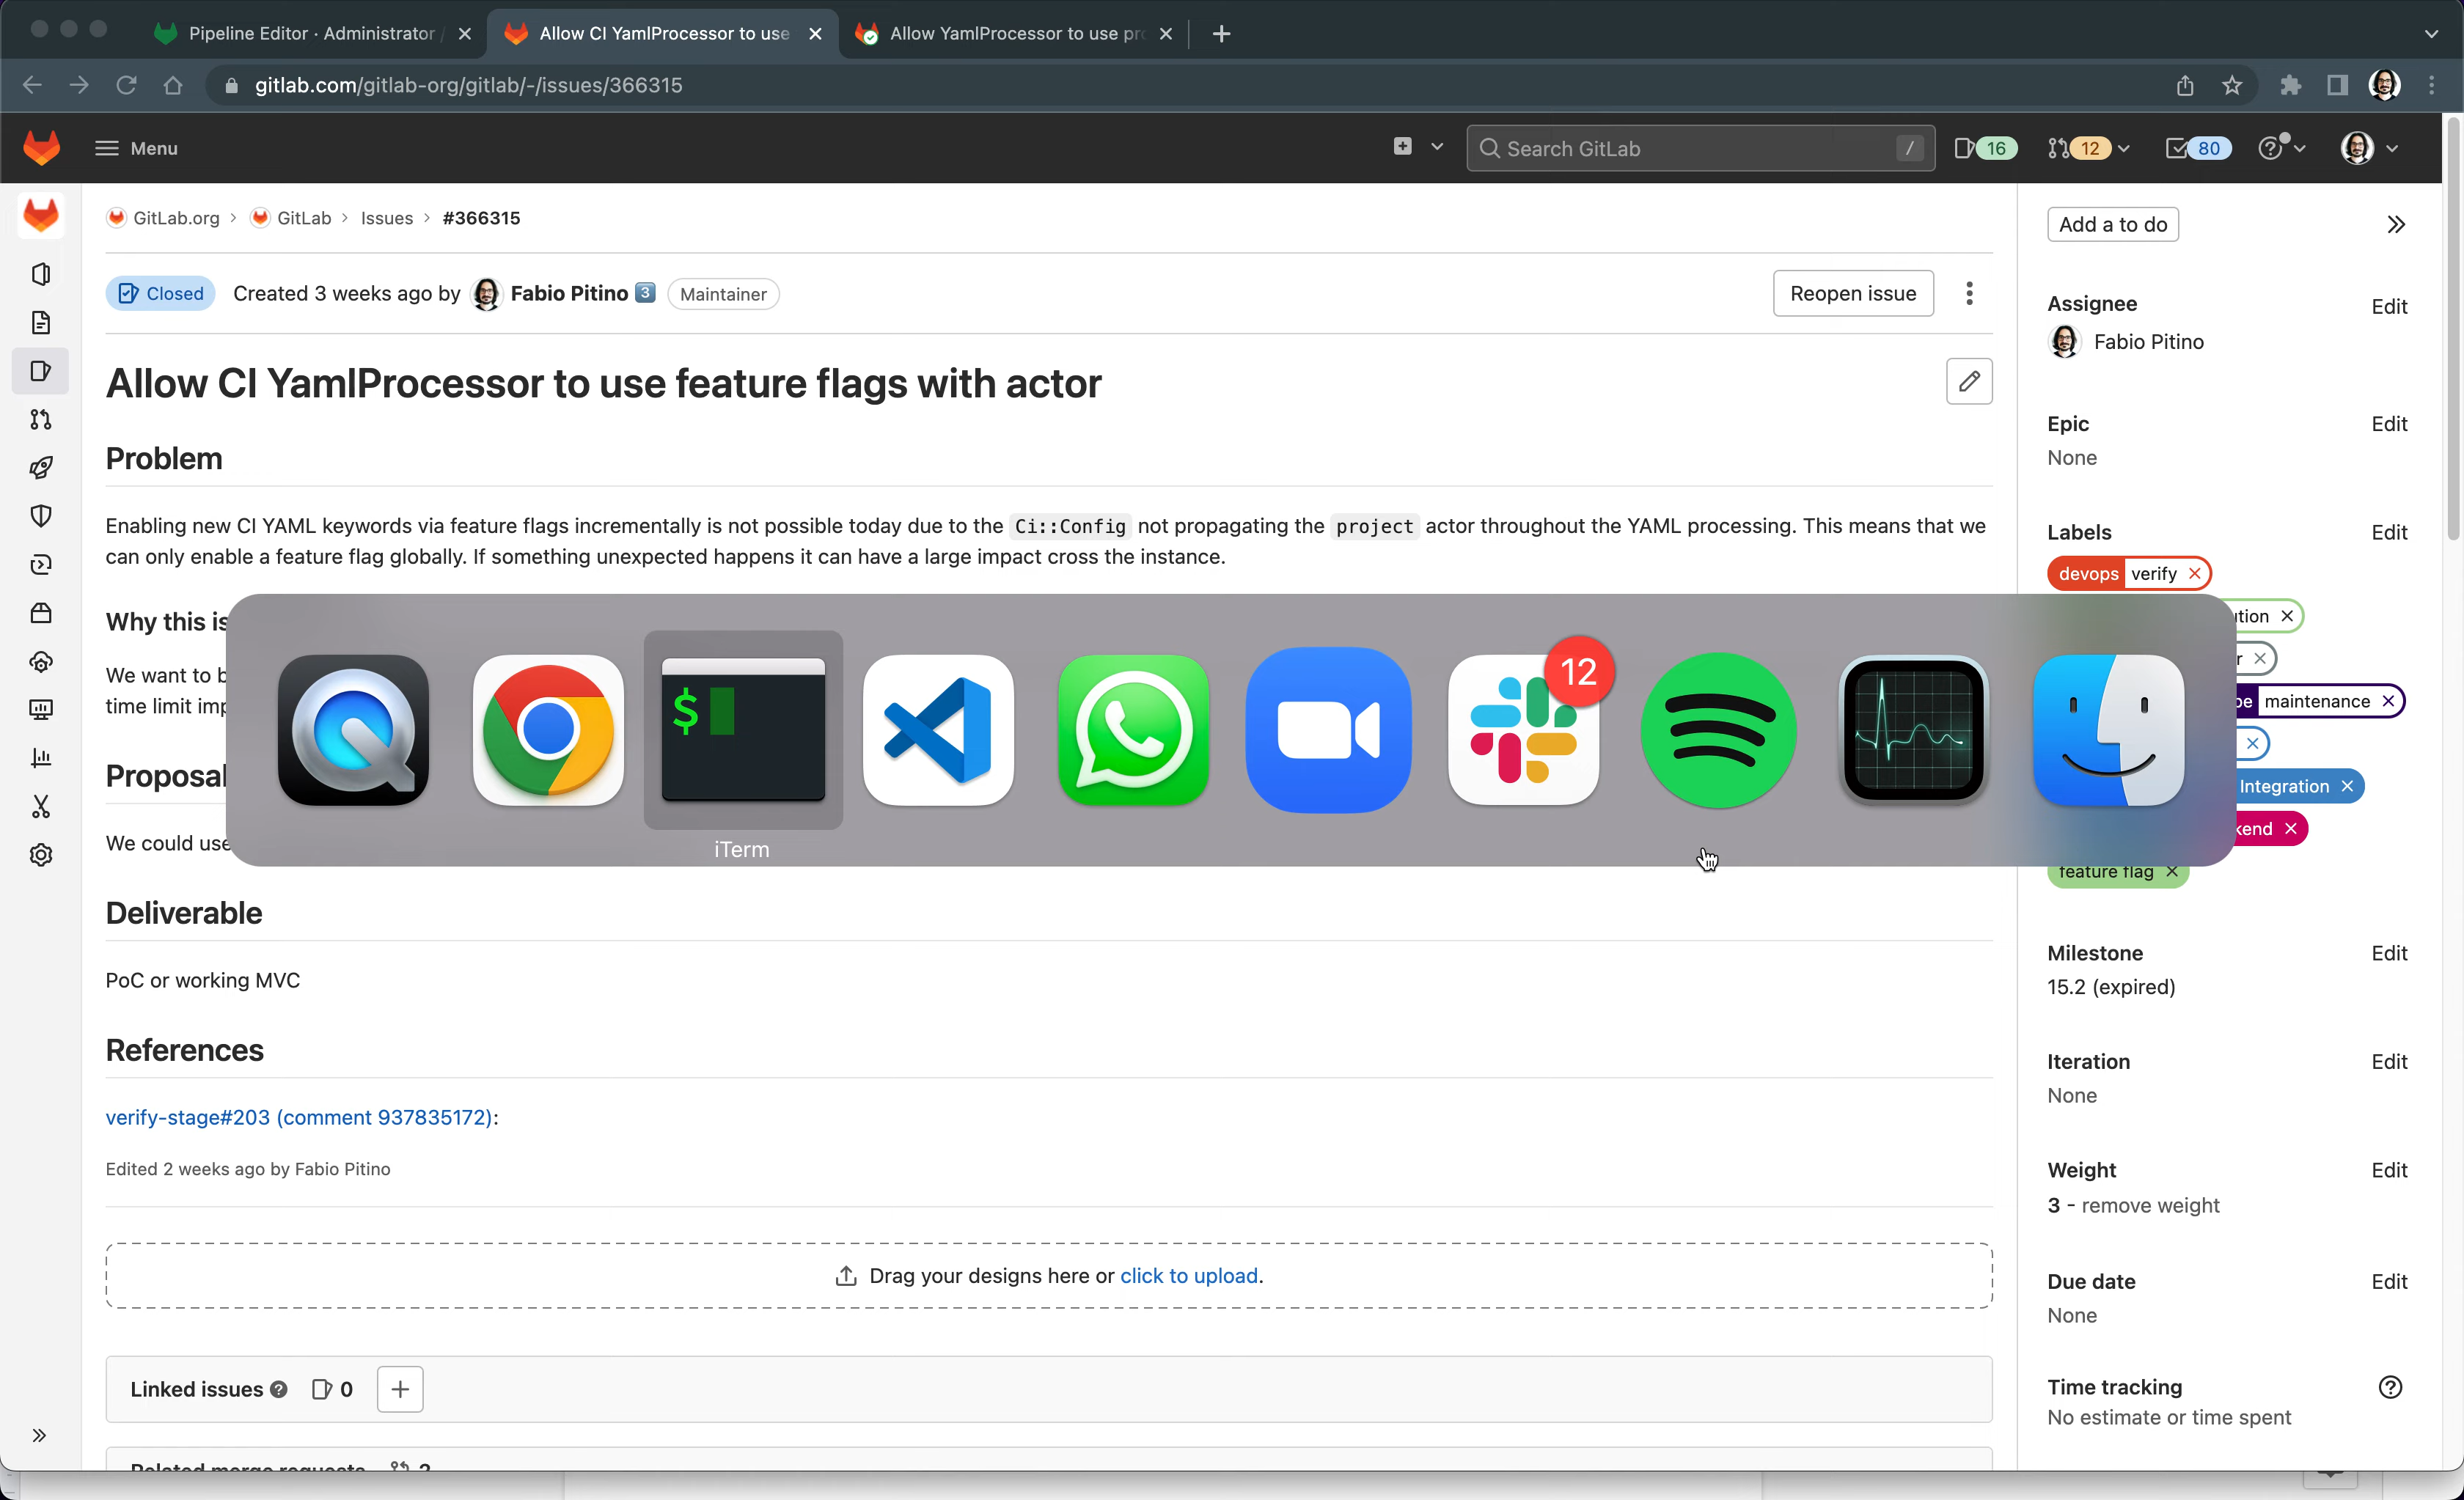 Pipeline Editor · Administrator /
Allow CI YamlProcessor to use
Allow YamlProcessor to use pro
gitlab.com/gitlab-org/gitlab/-/issues/366315
Menu
Search GitLab
/
16
12
80
GitLab.org > GitLab > Issues > #366315
Add a to do
Closed
Created 3 weeks ago by Fabio Pitino 3 Maintainer
Reopen issue
Assignee
Edit
Fabio Pitino
Allow CI YamlProcessor to use feature flags with actor
Epic
Edit
None
Problem
Enabling new CI YAML keywords via feature flags incrementally is not possible today due to the Ci::Config not propagating the project actor throughout the YAML processing. This means that we
can only enable a feature flag globally. If something unexpected happens it can have a large impact cross the instance.
Labels
Edit
devops verify
Why this is
tion
We want to b
r
time limit imp
pe maintenance
Integration
Proposal
kend
We could use
feature flag
$
12
iTerm
Deliverable
PoC or working MVC
Milestone
Edit
15.2 (expired)
References
Iteration
Edit
None
verify-stage#203 (comment 937835172):
Edited 2 weeks ago by Fabio Pitino
Weight
Edit
3 - remove weight
Drag your designs here or click to upload.
Due date
Edit
None
Linked issues ? 0 +
Time tracking
No estimate or time spent
Related merge requests 2